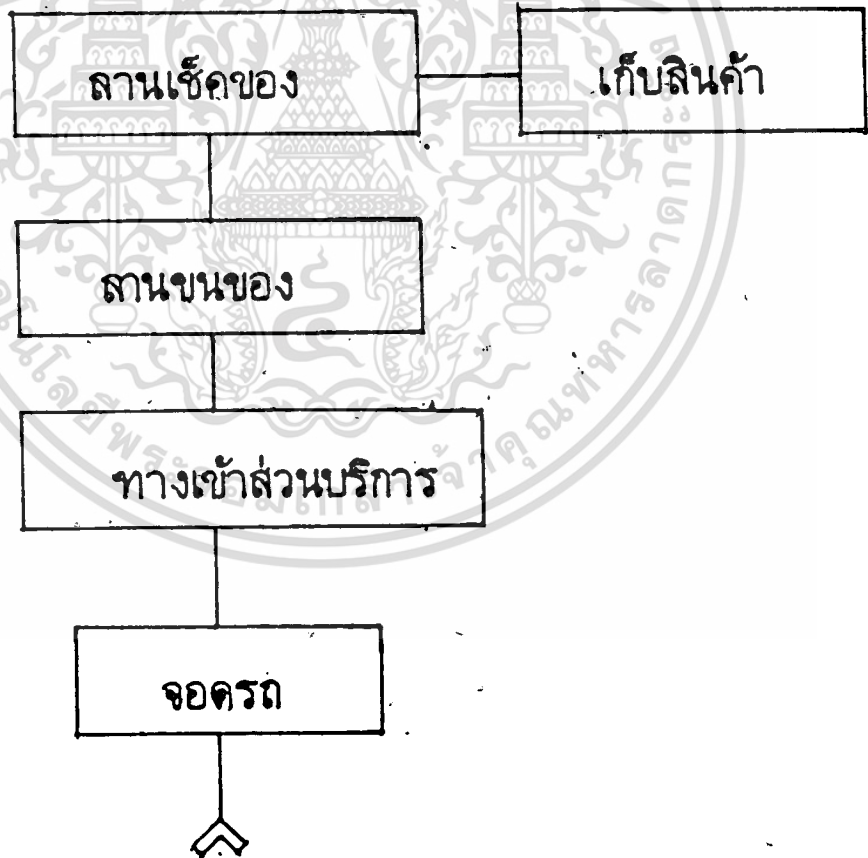 ลานเช็คของ
เก็บสินค้า
ลานขนของ
ทางเข้าส่วนบริการ
จอดรถ